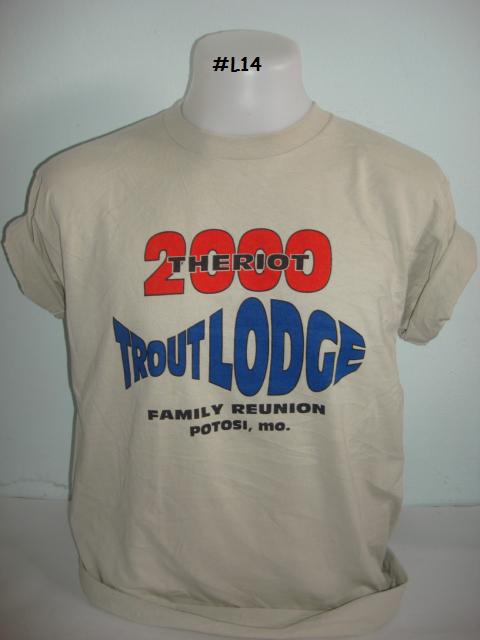 #L14
2000
THERIOT
TROUT LODGE
FAMILY REUNION
POTOSI, mo.